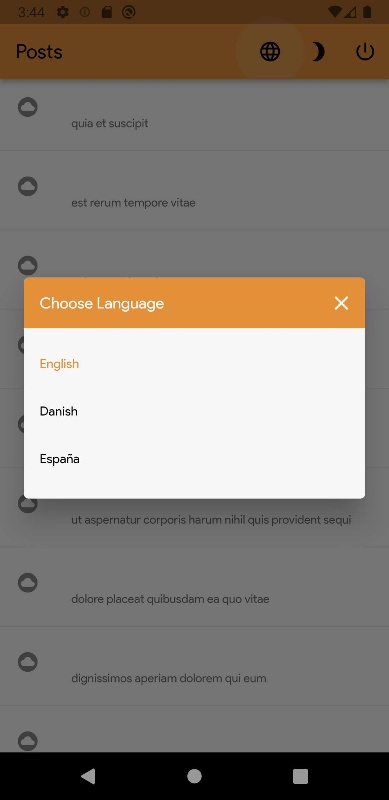 3:44
Posts
quia et suscipit
est rerum tempore vitae
Choose Language
English
Danish
España
ut aspernatur corporis harum nihil quis provident sequi
dolore placeat quibusdam ea quo vitae
dignissimos aperiam dolorem qui eum